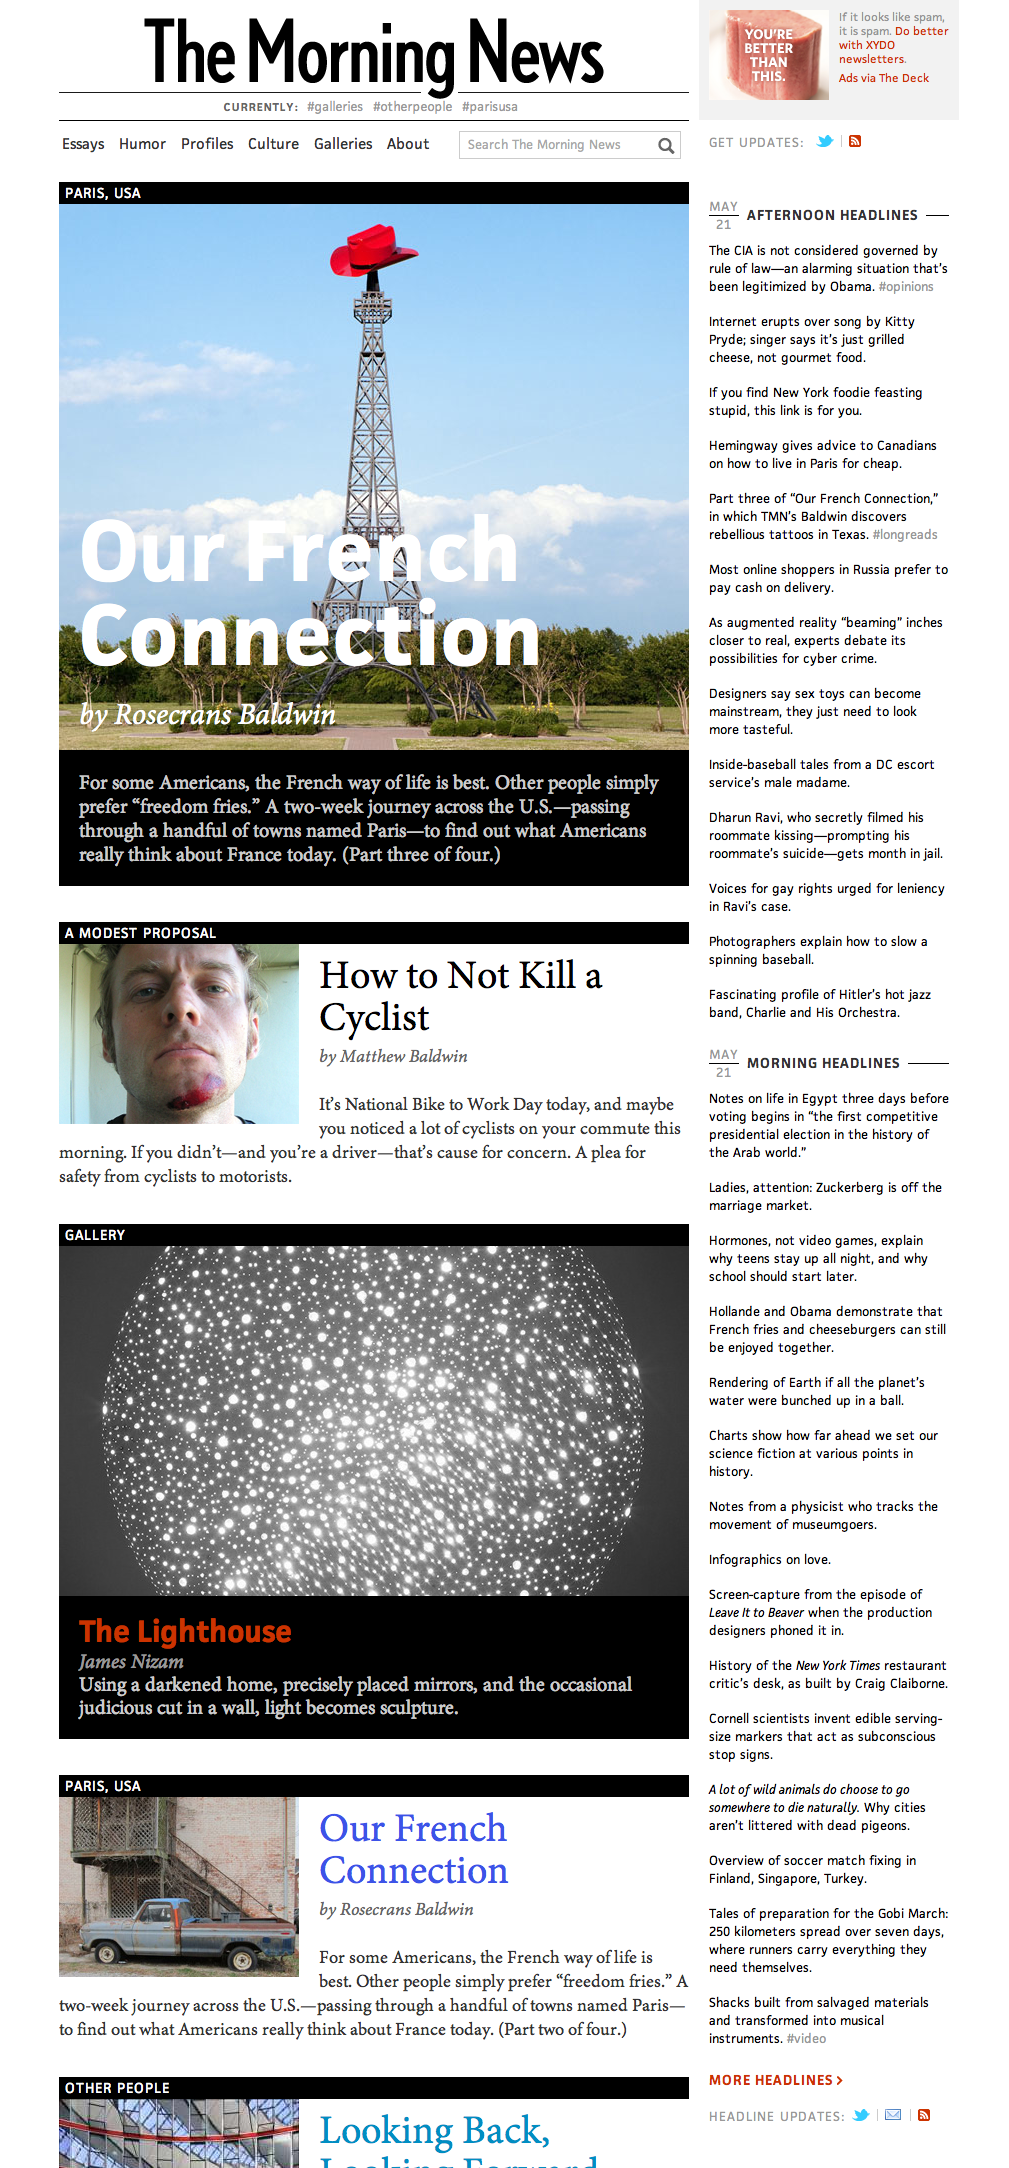 The Morning News
CURRENTLY: #galleries #otherpeople #parisusa
Essays Humor Profiles Culture Galleries About
Search The Morning News
PARIS, USA
Our French
Connection
by Rosecrans Baldwin
For some Americans, the French way of life is best. Other people simply
prefer “freedom fries.” A two-week journey across the U.S.—passing
through a handful of towns named Paris—to find out what Americans
really think about France today. (Part three of four.)
A MODEST PROPOSAL
How to Not Kill a
Cyclist
by Matthew Baldwin
It’s National Bike to Work Day today, and maybe
you noticed a lot of cyclists on your commute this
morning. If you didn’t—and you’re a driver—that’s cause for concern. A plea for
safety from cyclists to motorists.
GALLERY
The Lighthouse
James Nizam
Using a darkened home, precisely placed mirrors, and the occasional
judicious cut in a wall, light becomes sculpture.
PARIS, USA
Our French
Connection
by Rosecrans Baldwin
For some Americans, the French way of life is
best. Other people simply prefer “freedom fries.” A
two-week journey across the U.S.—passing through a handful of towns named Paris—
to find out what Americans really think about France today. (Part two of four.)
OTHER PEOPLE
Looking Back,
Looking Forward
YOU’RE
BETTER
THAN
THIS.
If it looks like spam,
it is spam. Do better
with XYDO
newsletters.
Ads via The Deck
GET UPDATES:
MAY
21
AFTERNOON HEADLINES
The CIA is not considered governed by
rule of law—an alarming situation that’s
been legitimized by Obama. #opinions
Internet erupts over song by Kitty
Pryde; singer says it’s just grilled
cheese, not gourmet food.
If you find New York foodie feasting
stupid, this link is for you.
Hemingway gives advice to Canadians
on how to live in Paris for cheap.
Part three of “Our French Connection,”
in which TMN’s Baldwin discovers
rebellious tattoos in Texas. #longreads
Most online shoppers in Russia prefer to
pay cash on delivery.
As augmented reality “beaming” inches
closer to real, experts debate its
possibilities for cyber crime.
Designers say sex toys can become
mainstream, they just need to look
more tasteful.
Inside-baseball tales from a DC escort
service’s male madame.
Dharun Ravi, who secretly filmed his
roommate kissing—prompting his
roommate’s suicide—gets month in jail.
Voices for gay rights urged for leniency
in Ravi’s case.
Photographers explain how to slow a
spinning baseball.
Fascinating profile of Hitler’s hot jazz
band, Charlie and His Orchestra.
MAY
21
MORNING HEADLINES
Notes on life in Egypt three days before
voting begins in “the first competitive
presidential election in the history of
the Arab world.”
Ladies, attention: Zuckerberg is off the
marriage market.
Hormones, not video games, explain
why teens stay up all night, and why
school should start later.
Hollande and Obama demonstrate that
French fries and cheeseburgers can still
be enjoyed together.
Rendering of Earth if all the planet’s
water were bunched up in a ball.
Charts show how far ahead we set our
science fiction at various points in
history.
Notes from a physicist who tracks the
movement of museumgoers.
Infographics on love.
Screen-capture from the episode of
Leave It to Beaver when the production
designers phoned it in.
History of the New York Times restaurant
critic’s desk, as built by Craig Claiborne.
Cornell scientists invent edible serving-
size markers that act as subconscious
stop signs.
A lot of wild animals do choose to go
somewhere to die naturally. Why cities
aren’t littered with dead pigeons.
Overview of soccer match fixing in
Finland, Singapore, Turkey.
Tales of preparation for the Gobi March:
250 kilometers spread over seven days,
where runners carry everything they
need themselves.
Shacks built from salvaged materials
and transformed into musical
instruments. #video
MORE HEADLINES ›
HEADLINE UPDATES: